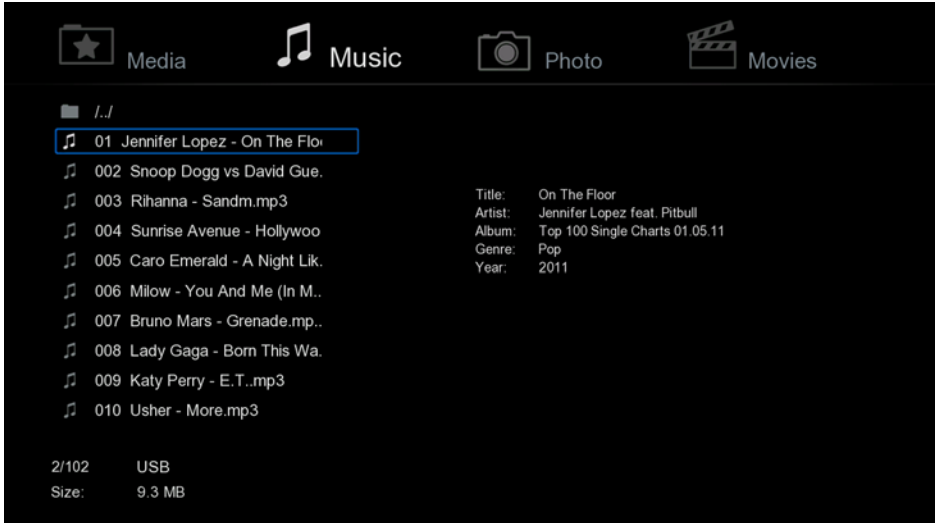 Media Music Photo Movies
/../
01 Jennifer Lopez - On The Flo
002 Snoop Dogg vs David Gue.
003 Rihanna - Sandm.mp3
004 Sunrise Avenue - Hollywoo
005 Caro Emerald - A Night Lik.
006 Milow - You And Me (In M..
007 Bruno Mars - Grenade.mp..
008 Lady Gaga - Born This Wa.
009 Katy Perry - E.T..mp3
010 Usher - More.mp3
Title: On The Floor
Artist: Jennifer Lopez feat. Pitbull
Album: Top 100 Single Charts 01.05.11
Genre: Pop
Year: 2011
2/102 USB
Size: 9.3 MB